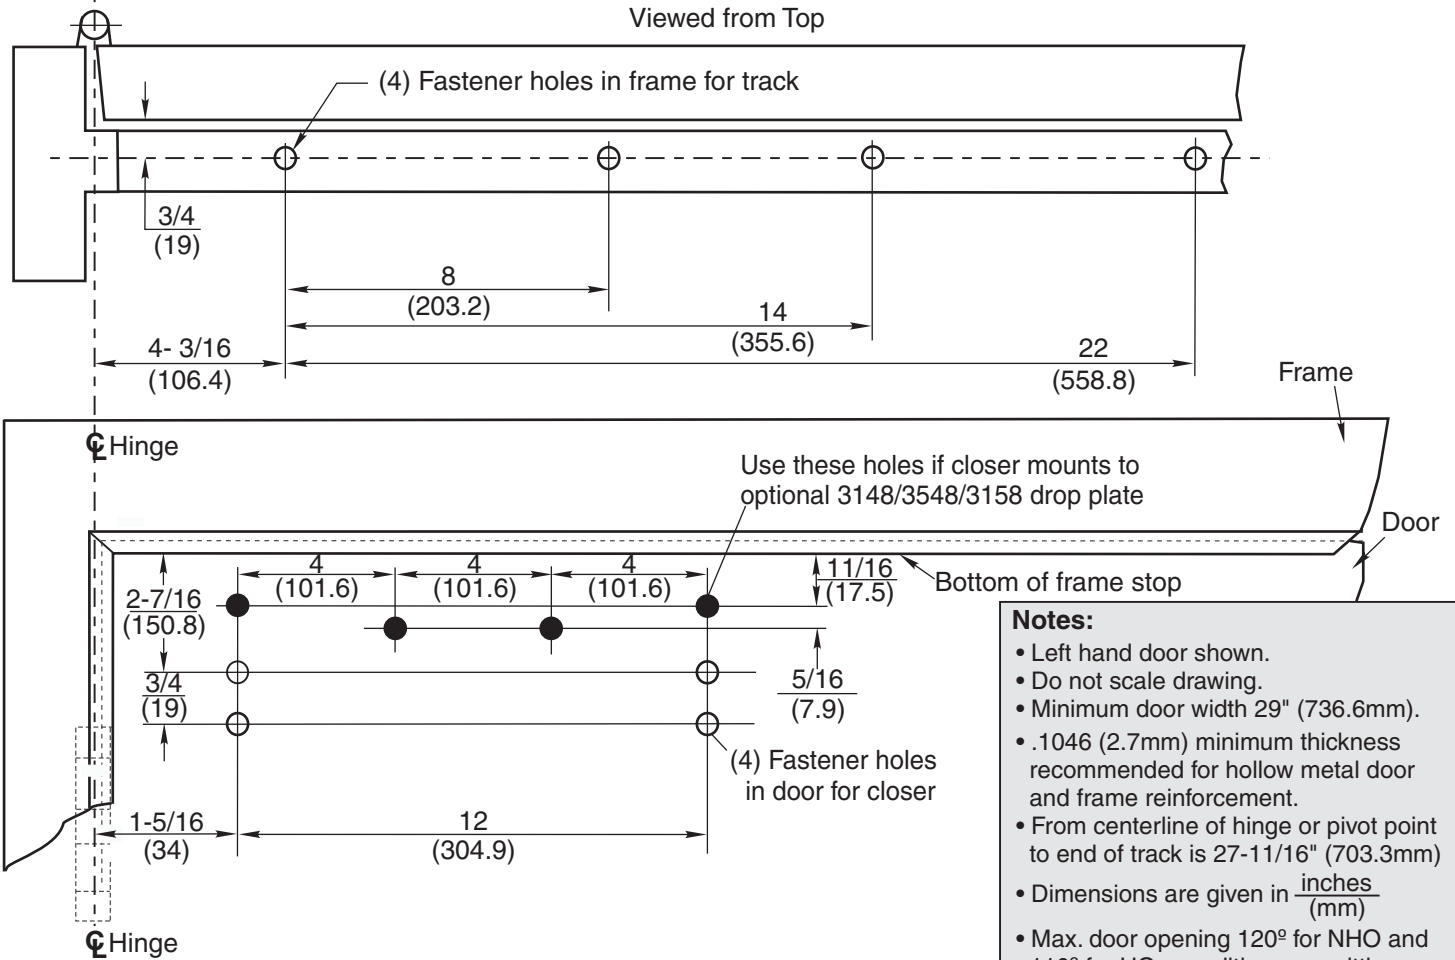 Viewed from Top
(4) Fastener holes in frame for track
3/4
(19)
8
(203.2)
14
(355.6)
4- 3/16
(106.4)
22
(558.8)
Frame
℄ Hinge
Use these holes if closer mounts to
optional 3148/3548/3158 drop plate
Door
4
(101.6)
4
(101.6)
4
(101.6)
11/16
(17.5)
Bottom of frame stop
2-7/16
(150.8)
3/4
(19)
5/16
(7.9)
(4) Fastener holes
in door for closer
1-5/16
(34)
12
(304.9)
℄ Hinge
Notes:
• Left hand door shown.
• Do not scale drawing.
• Minimum door width 29" (736.6mm).
• .1046 (2.7mm) minimum thickness
recommended for hollow metal door
and frame reinforcement.
• From centerline of hinge or pivot point
to end of track is 27-11/16" (703.3mm)
• Dimensions are given in inches
(mm)
• Max. door opening 120º for NHO and